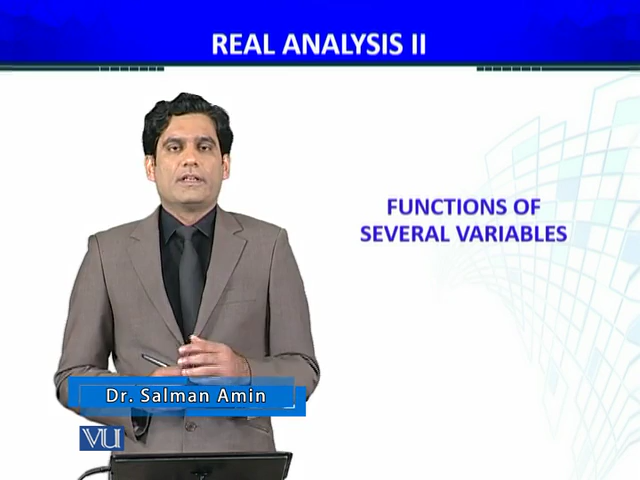 REAL ANALYSIS II
FUNCTIONS OF
SEVERAL VARIABLES
Dr. Salman Amin
VU